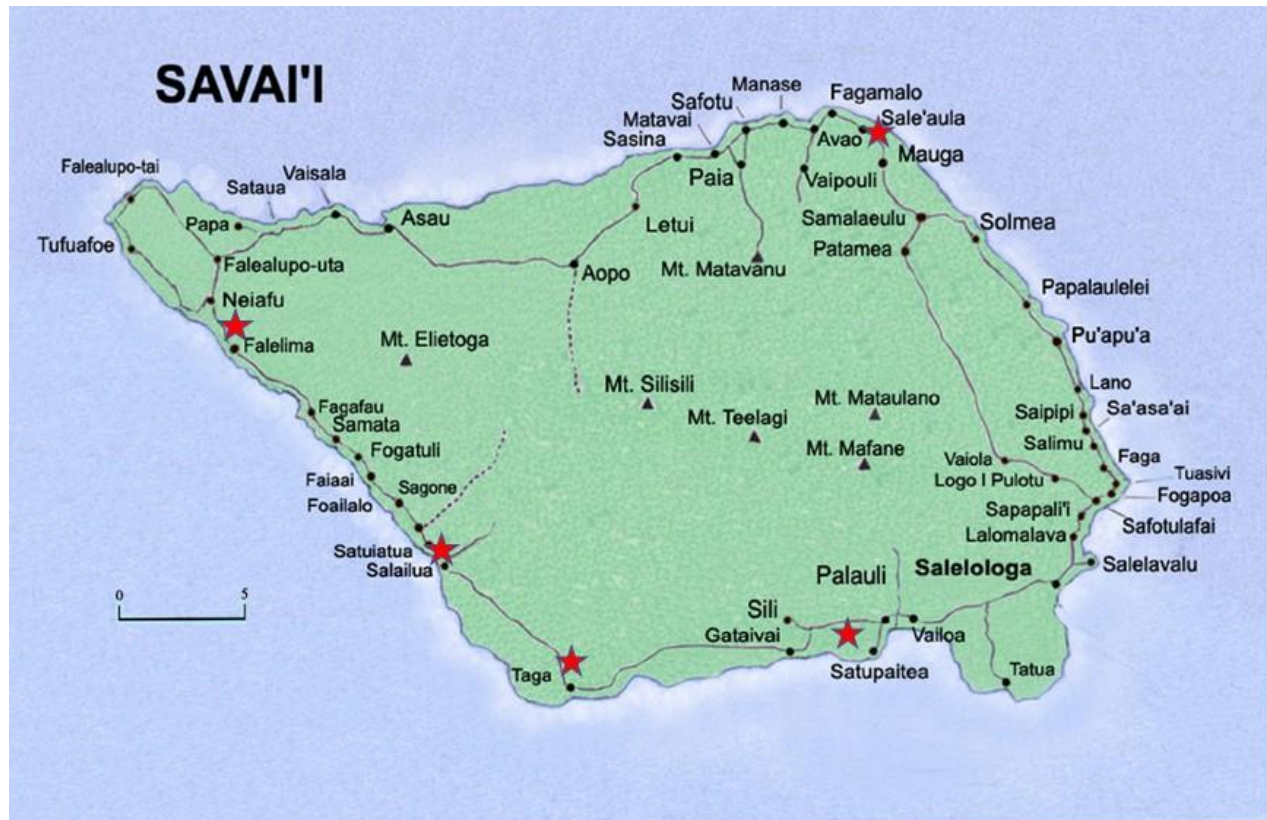 SAVAI'I
Manase
Safotu
Fagamalo
Matavai
Sale'aula
Sasina
Avao
Mauga
Falealupo-tai
Vaisala
Paia
Vaipouli
Sataua
Papa
Asau
Letui
Samalaeulu
Solmea
Tufuafoe
Patamea
Falealupo-uta
Aopo
Mt. Matavanu
Neiafu
Papalaulelei
Falelima
Mt. Elietoga
Pu'apu'a
Mt. Silisili
Lano
Mt. Mataulano
Fagafau
Saipipi
Sa'asa'ai
Mt. Teelagi
Samata
Salimu
Fogatuli
Mt. Mafane
Vaiola
Faga
Faiaai
Logo I Pulotu
Tuasivi
Sagone
Fogapoa
Foailalo
Sapapali'i
Safotulafai
Lalomalava
Satuiatua
Salailua
Palauli
Salelologa
Salelavalu
0
5
Sili
Gataivai
Vailoa
Taga
Satupaitea
Tatua